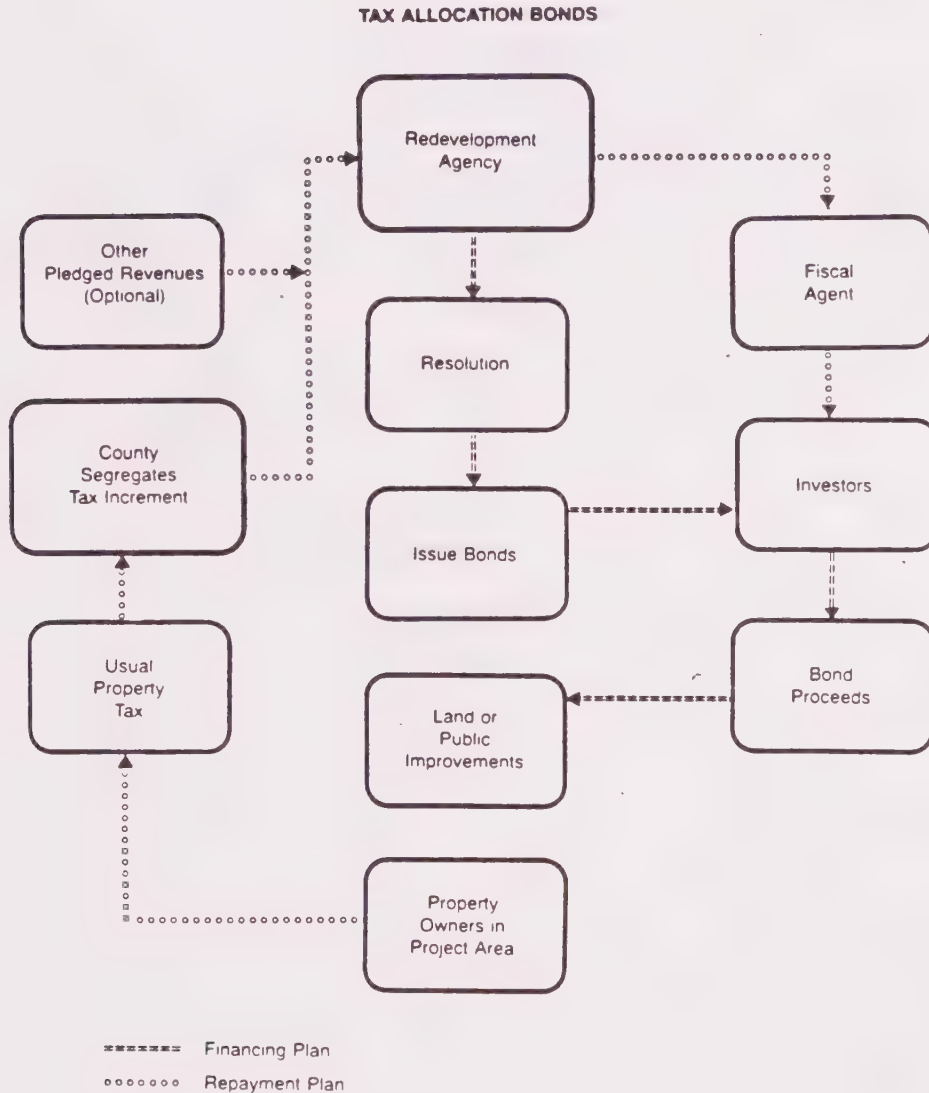 TAX ALLOCATION BONDS
Redevelopment
Agency
Other
Pledged Revenues
(Optional)
Fiscal
Agent
Resolution
County
Segregates
Tax Increment
Investors
Issue Bonds
Usual
Property
Tax
Bond
Proceeds
Land or
Public
Improvements
Property
Owners in
Project Area
Financing Plan
Repayment Plan